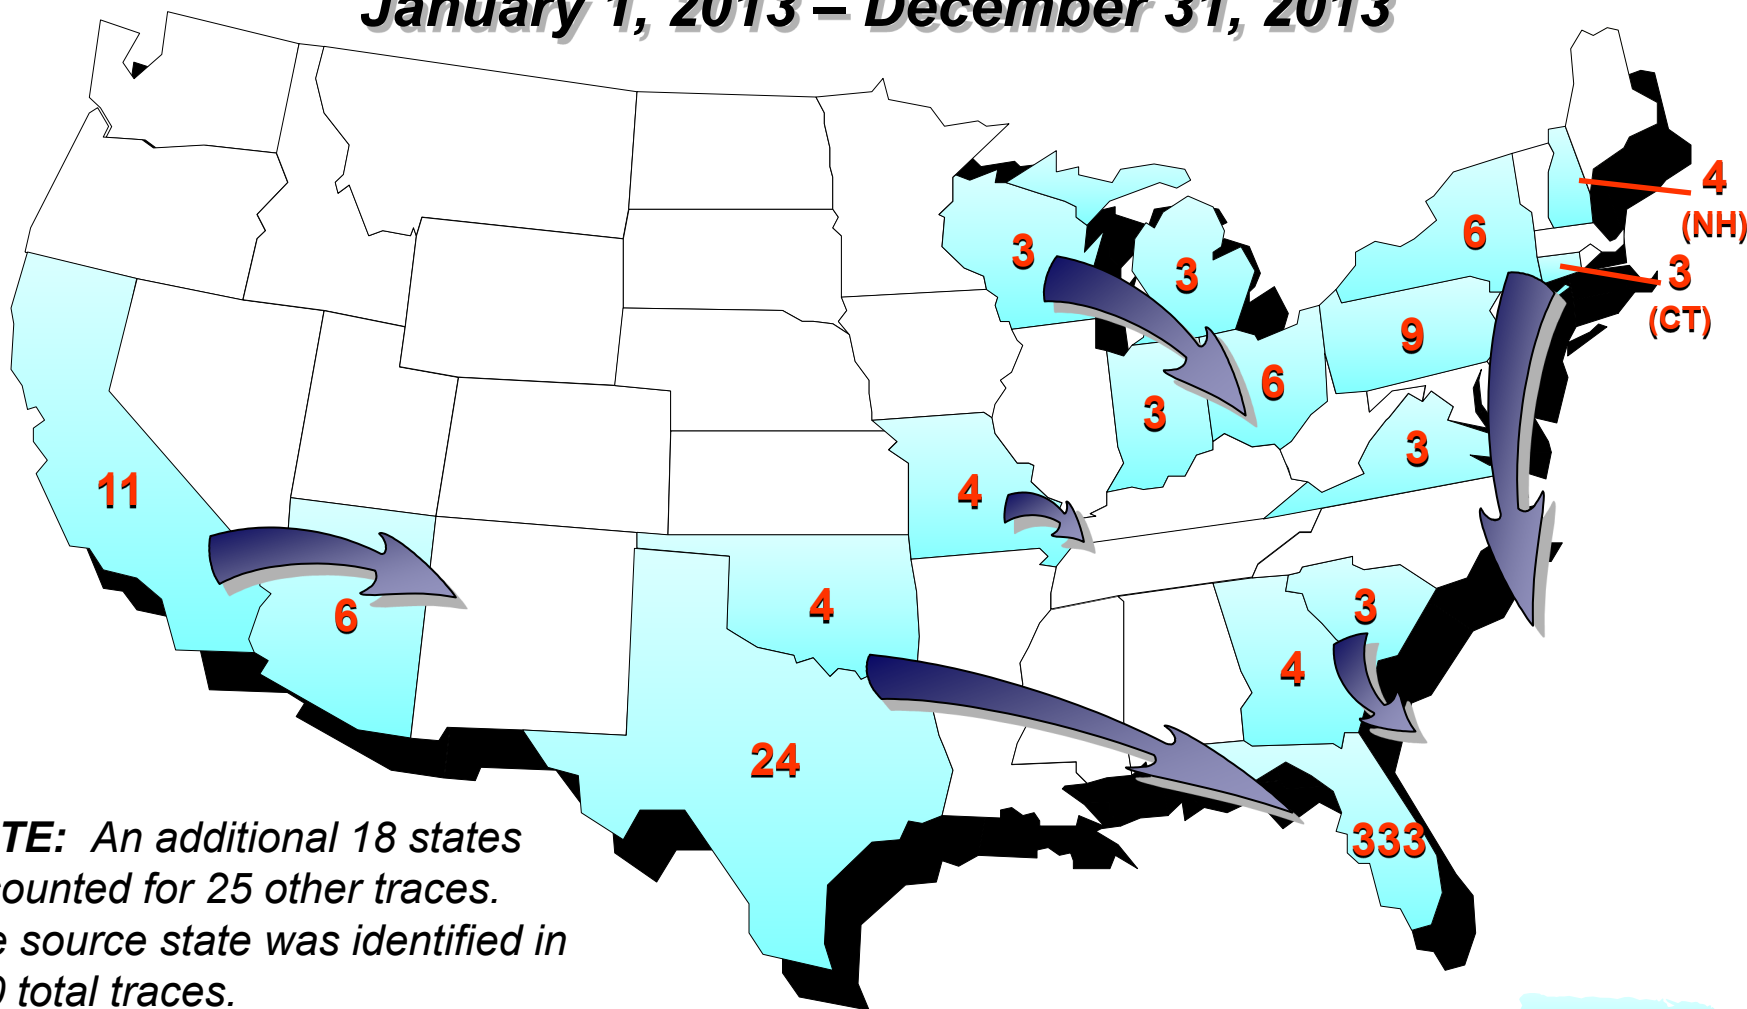 January 1, 2013 – December 31, 2013
4
(NH)
6
3
3
3
(CT)
9
6
3
3
11
4
4
3
6
4
24
333
TE: An additional 18 states
ounted for 25 other traces.
source state was identified in
total traces.